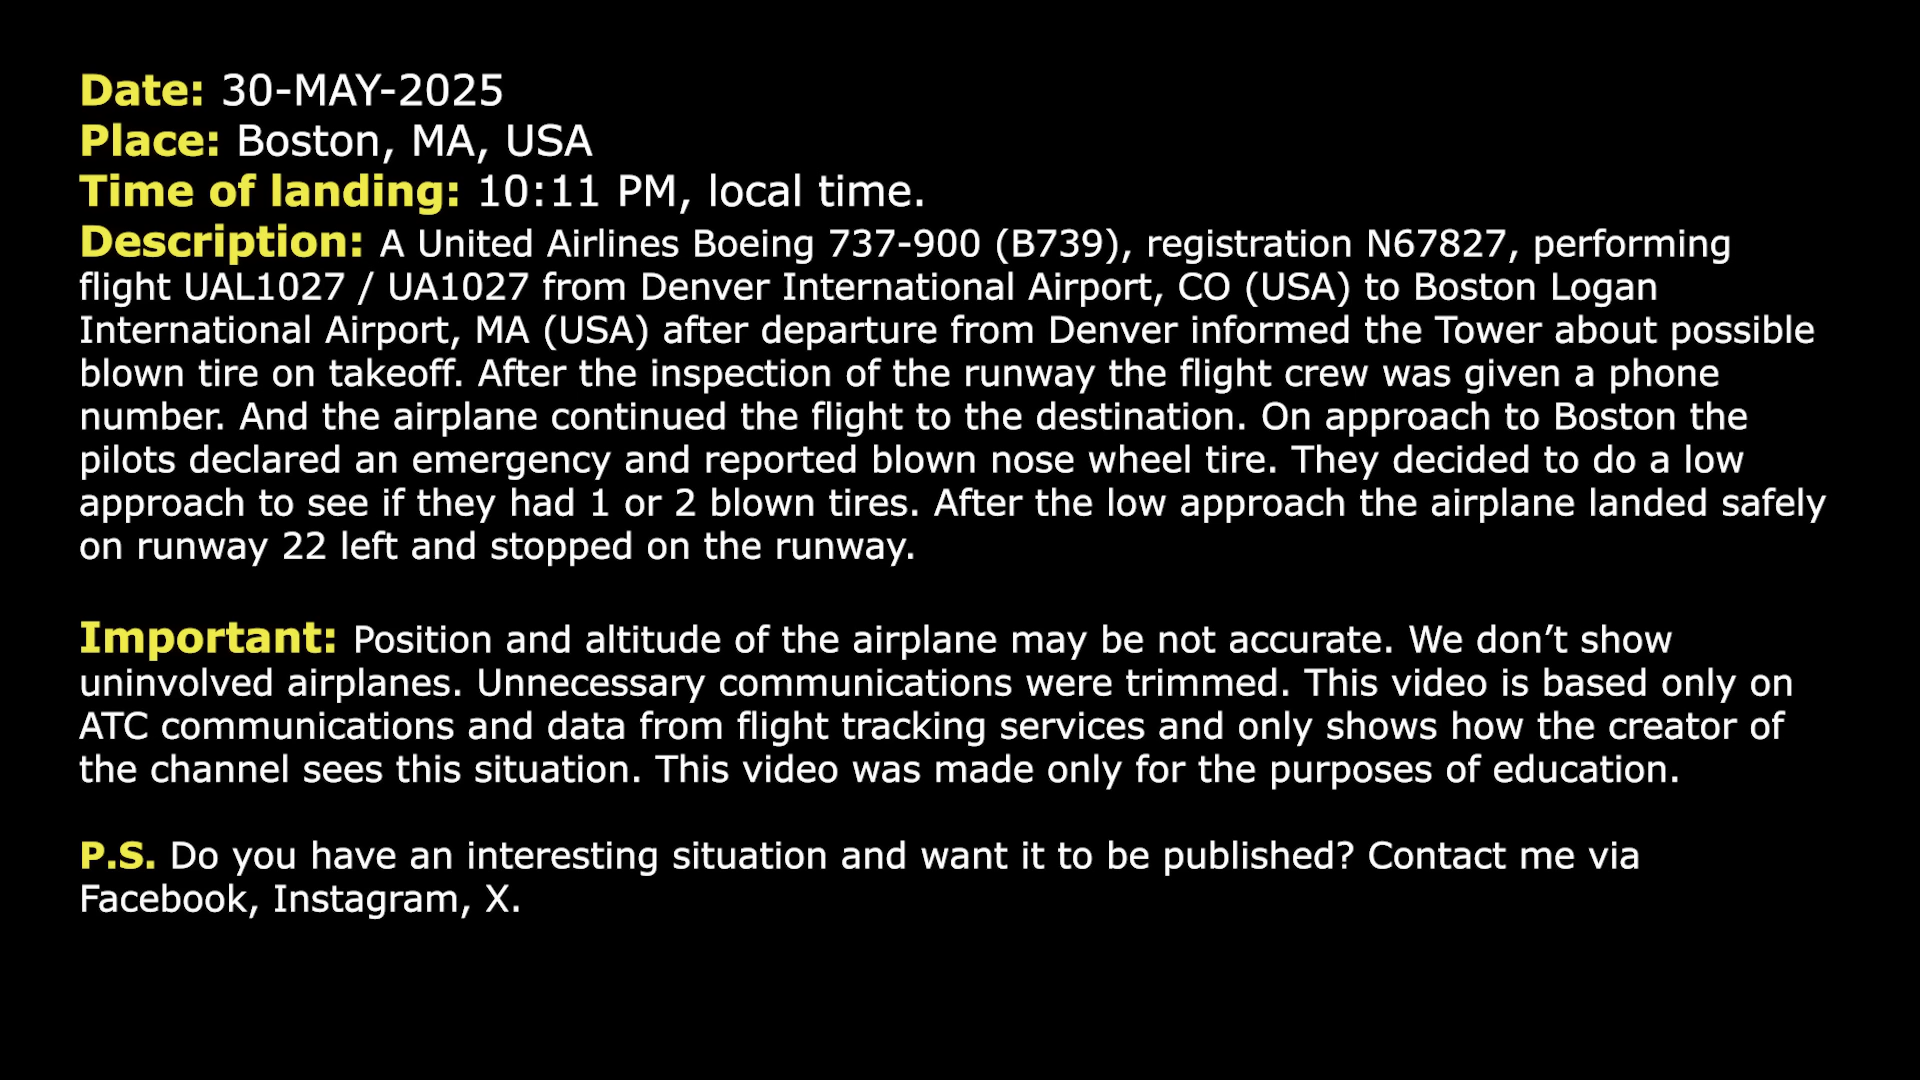 Date: 30-MAY-2025
Place: Boston, MA, USA
Time of landing: 10:11 PM, local time.
Description: A United Airlines Boeing 737-900 (B739), registration N67827, performing
flight UAL1027 / UA1027 from Denver International Airport, CO (USA) to Boston Logan
International Airport, MA (USA) after departure from Denver informed the Tower about possible
blown tire on takeoff. After the inspection of the runway the flight crew was given a phone
number. And the airplane continued the flight to the destination. On approach to Boston the
pilots declared an emergency and reported blown nose wheel tire. They decided to do a low
approach to see if they had 1 or 2 blown tires. After the low approach the airplane landed safely
on runway 22 left and stopped on the runway.
Important: Position and altitude of the airplane may be not accurate. We don’t show
uninvolved airplanes. Unnecessary communications were trimmed. This video is based only on
ATC communications and data from flight tracking services and only shows how the creator of
the channel sees this situation. This video was made only for the purposes of education.
P.S. Do you have an interesting situation and want it to be published? Contact me via
Facebook, Instagram, X.